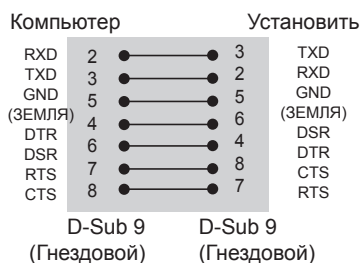 Компьютер Установить
RXD 2 3 TXD
TXD 3 2 RXD
GND 5 5 GND
(ЗЕМЛЯ) 4 6 (ЗЕМЛЯ)
DTR 6 4 DSR
DSR 7 8 DTR
RTS 8 7 CTS
CTS RTS
D-Sub 9 D-Sub 9
(Гнездовой) (Гнездовой)